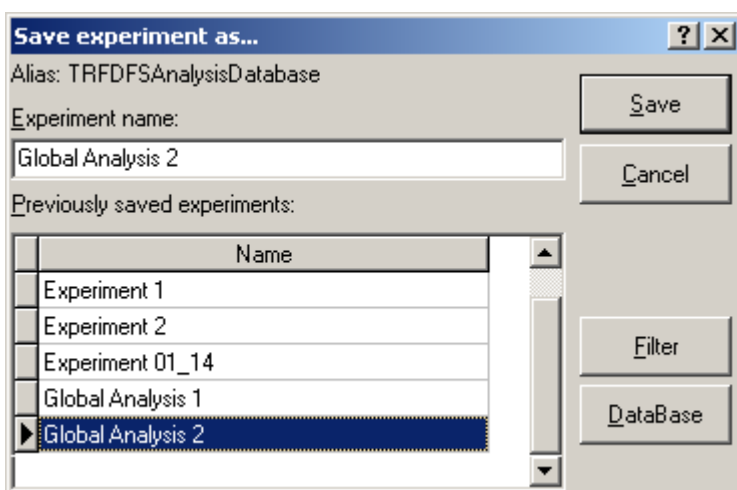 Save experiment as...
Alias: TRFDFSAnalysisDatabase
Save
Experiment name:
Global Analysis 2
Cancel
Previously saved experiments:
Name
Experiment 1
Experiment 2
Experiment 01_14
Filter
Global Analysis 1
DataBase
Global Analysis 2